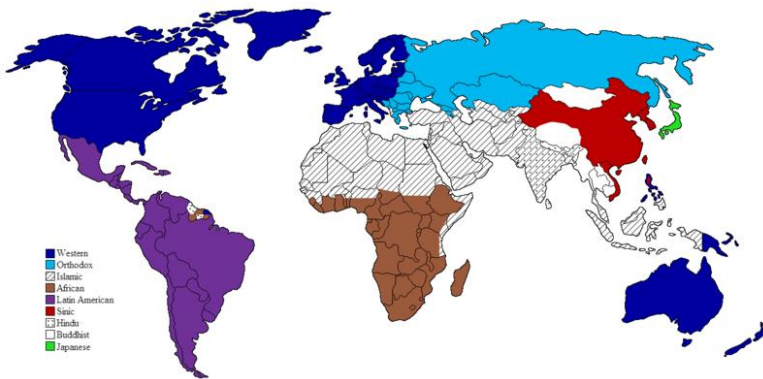 Western
Orthodox
Islamic
African
Latin American
Sinic
Hindu
Buddhist
Japanese